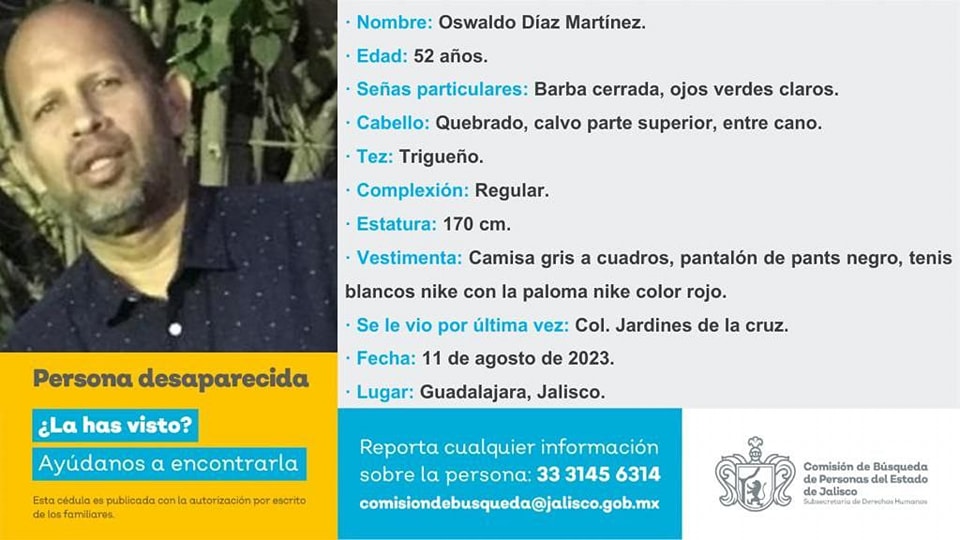 · Nombre: Oswaldo Díaz Martínez.
· Edad: 52 años.
· Señas particulares: Barba cerrada, ojos verdes claros.
· Cabello: Quebrado, calvo parte superior, entre cano.
· Tez: Trigueño.
· Complexión: Regular.
· Estatura: 170 cm.
· Vestimenta: Camisa gris a cuadros, pantalón de pants negro, tenis
blancos nike con la paloma nike color rojo.
· Se le vio por última vez: Col. Jardines de la cruz.
· Fecha: 11 de agosto de 2023.
· Lugar: Guadalajara, Jalisco.
Persona desaparecida
¿La has visto?
Ayúdanos a encontrarla
Esta cédula es publicada con la autorización por escrito
de los familiares.
Reporta cualquier información
sobre la persona: 33 3145 6314
comisiondebusqueda@jalisco.gob.mx
Comisión de Búsqueda
de Personas del Estado
de Jalisco
Subsecretaría de Derechos Humanos